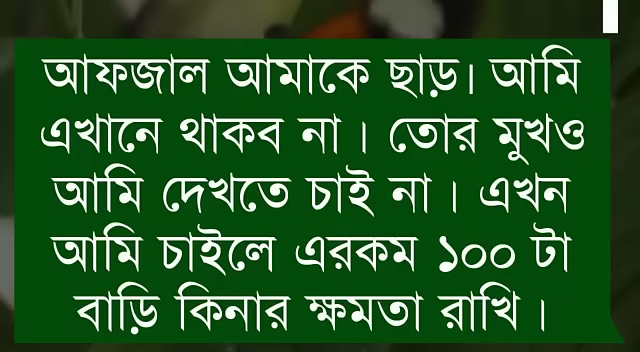 আফজাল আমাকে ছাড়। আমি
এখানে থাকব না । তোর মুখও
আমি দেখতে চাই না । এখন
আমি চাইলে এরকম ১০০ টা
বাড়ি কিনার ক্ষমতা রাখি ।